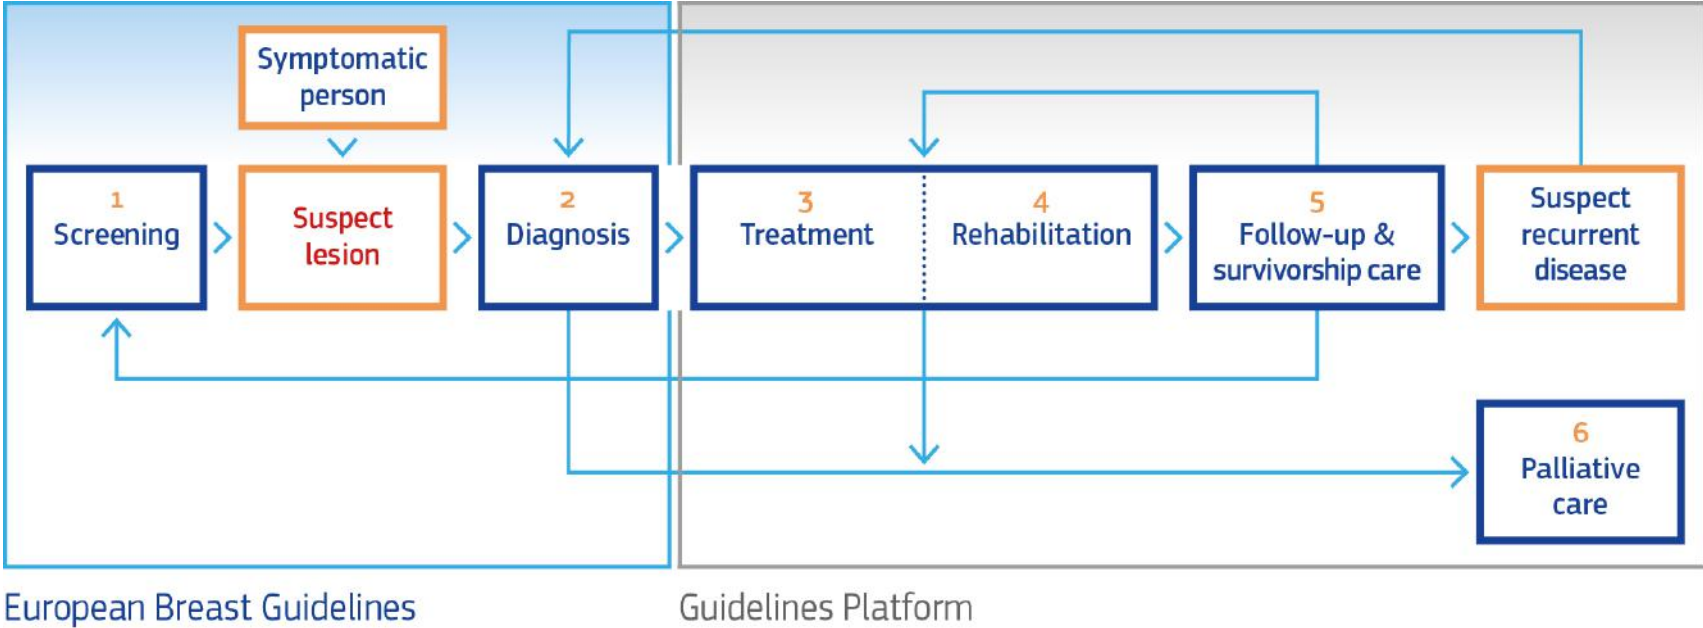 Symptomatic
person
1
Screening
Suspect
lesion
2
Diagnosis
3
Treatment
4
Rehabilitation
5
Follow-up &
survivorship care
Suspect
recurrent
disease
6
Palliative
care
European Breast Guidelines
Guidelines Platform